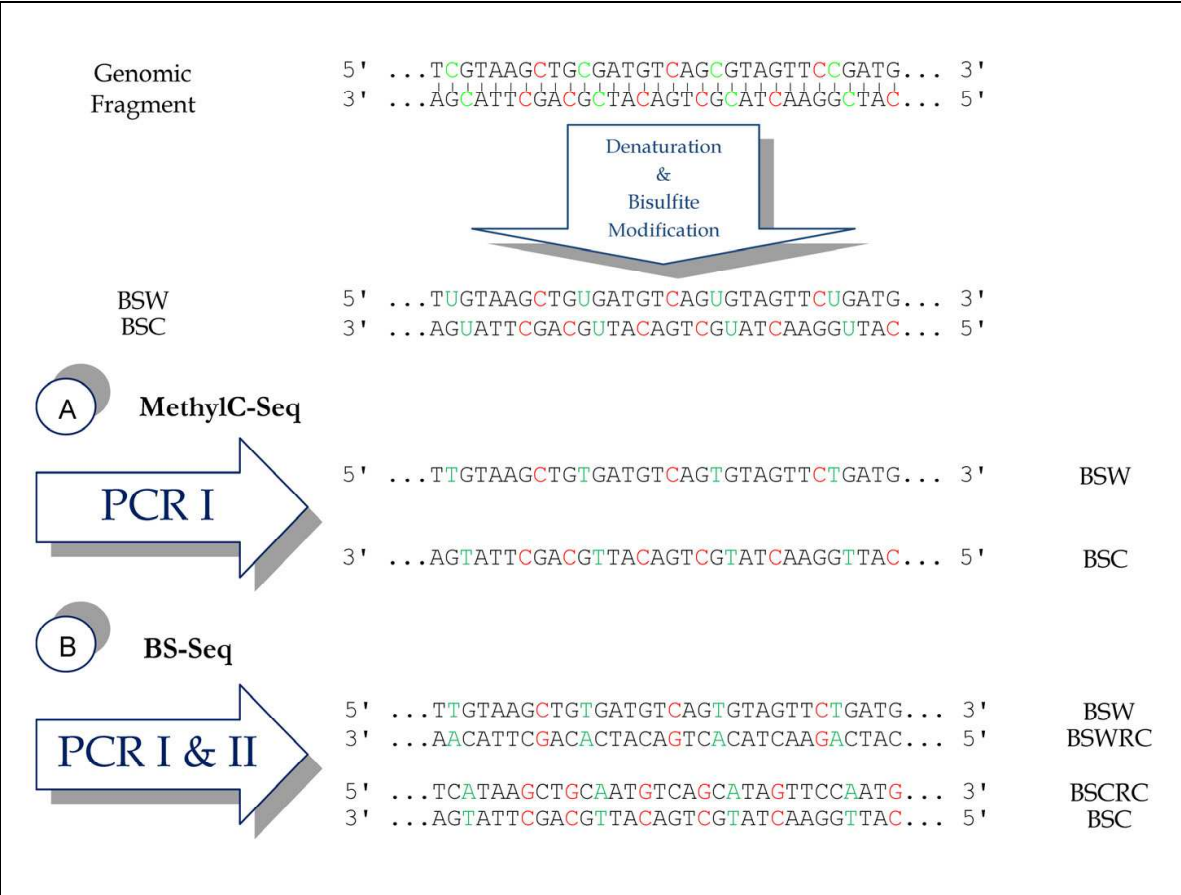 Genomic
Fragment
5' ...TCGTAAGCTGCGATGTCAGCGTAGTTCCGATG... 3'
3' ...AGCATTCGACGCTACAGTCGCATCAAGGCTAC... 5'
Denaturation
&
Bisulfite
Modification
BSW 5' ...TUGTAAGCTGUGATGTCAGUGTAGTTCUGATG... 3'
BSC 3' ...AGUATTCGACGUTACAGTCGUATCAAGGUTAC... 5'
A MethylC-Seq
PCR I
5' ...TTGTAAGCTGTGATGTCAGTGTAGTTCTGATG... 3' BSW
3' ...AGTATTCGACGTTACAGTCGTATCAAGGTTAC... 5' BSC
B BS-Seq
PCR I & II
5' ...TTGTAAGCTGTGATGTCAGTGTAGTTCTGATG... 3' BSW
3' ...AACATTCGACACTACAGTCACATCAAGACTAC... 5' BSWRC
5' ...TCATAAGCTGCAATGTCAGCATAGTTCCAATG... 3' BSCRC
3' ...AGTATTCGACGTTACAGTCGTATCAAGGTTAC... 5' BSC